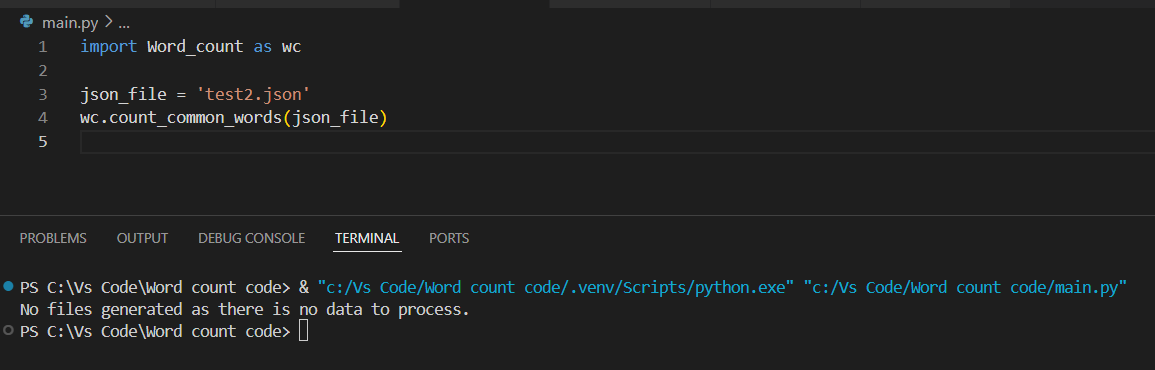 main.py > ...
1 import Word_count as wc
2
3 json_file = 'test2.json'
4 wc.count_common_words(json_file)
5
PROBLEMS OUTPUT DEBUG CONSOLE TERMINAL PORTS
PS C:\Vs Code\Word count code> & "c:/Vs Code/Word count code/.venv/Scripts/python.exe" "c:/Vs Code/Word count code/main.py"
No files generated as there is no data to process.
PS C:\Vs Code\Word count code>